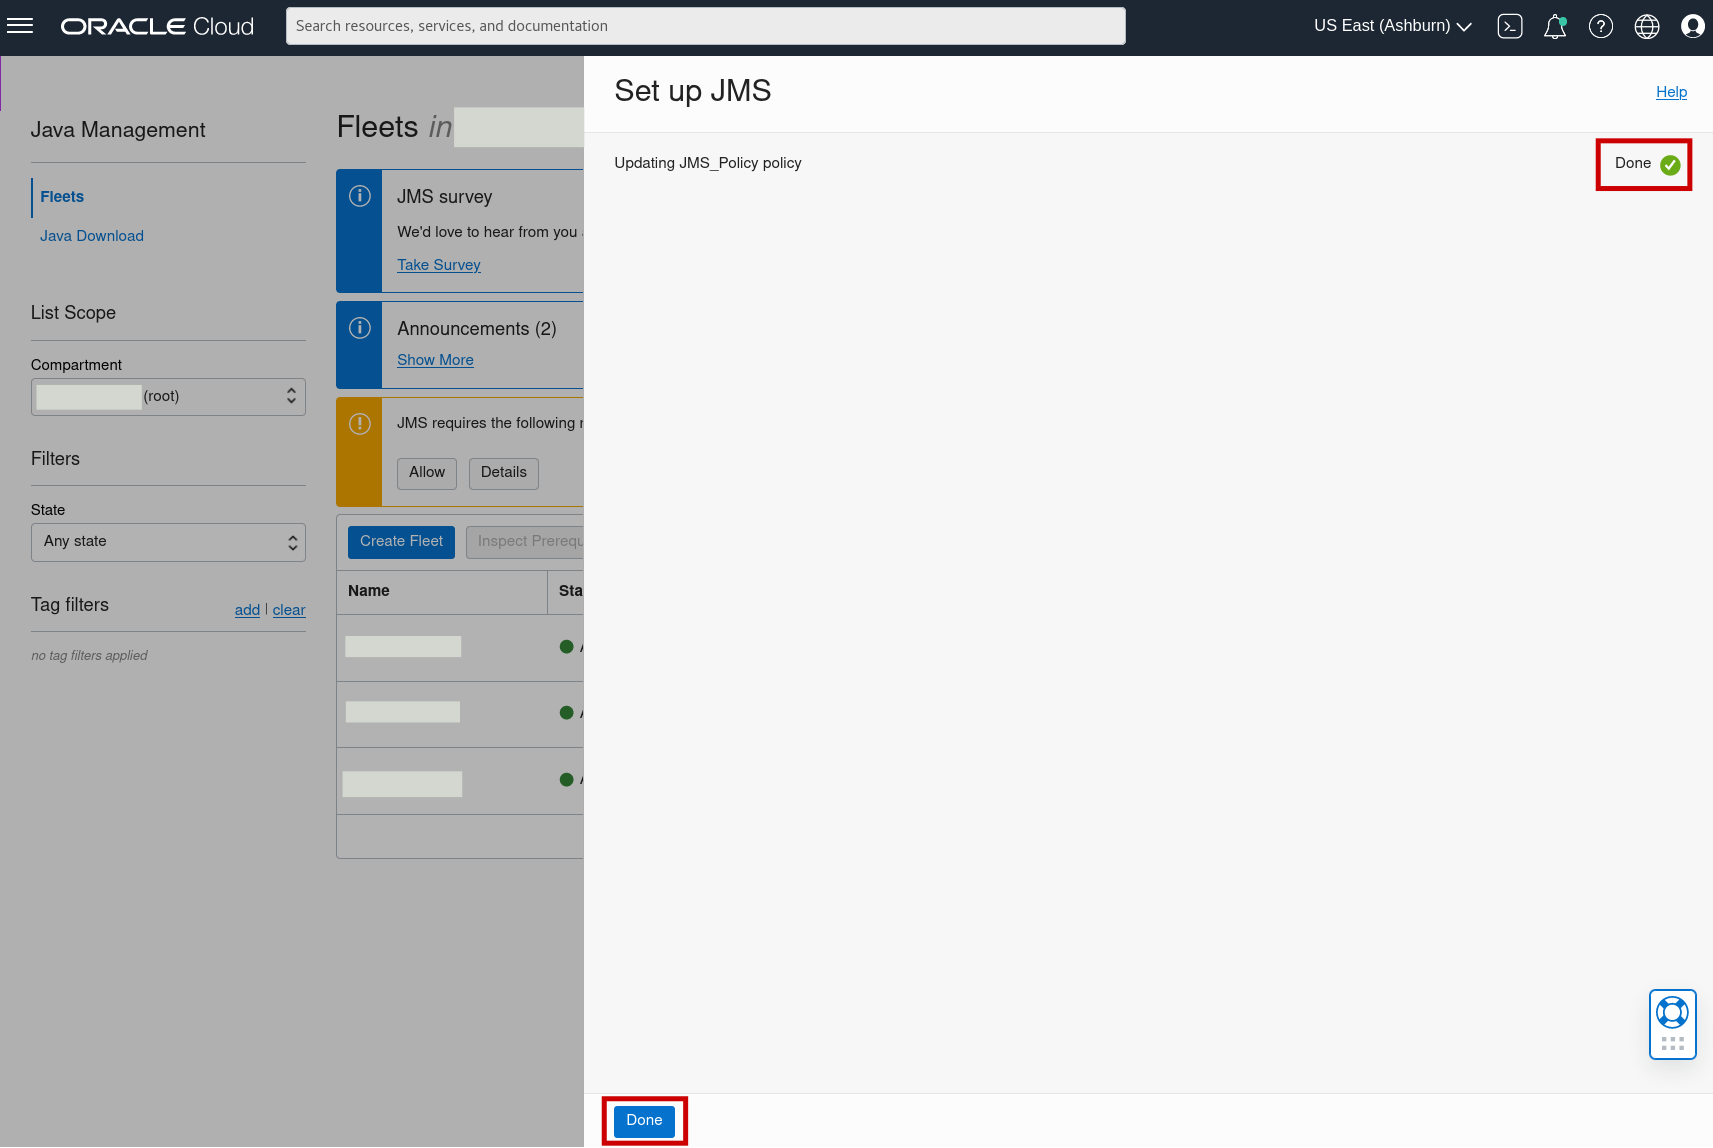 ORACLE Cloud
Search resources, services, and documentation
US East (Ashburn)
Java Management
Fleets
Java Download
List Scope
Compartment
(root)
Filters
State
Any state
Tag filters
add | clear
no tag filters applied
Fleets in
JMS survey
We'd love to hear from you
Take Survey
Announcements (2)
Show More
JMS requires the following
Allow Details
Create Fleet Inspect Prerequ
Name Sta
Set up JMS
Help
Updating JMS_Policy policy
Done
Done